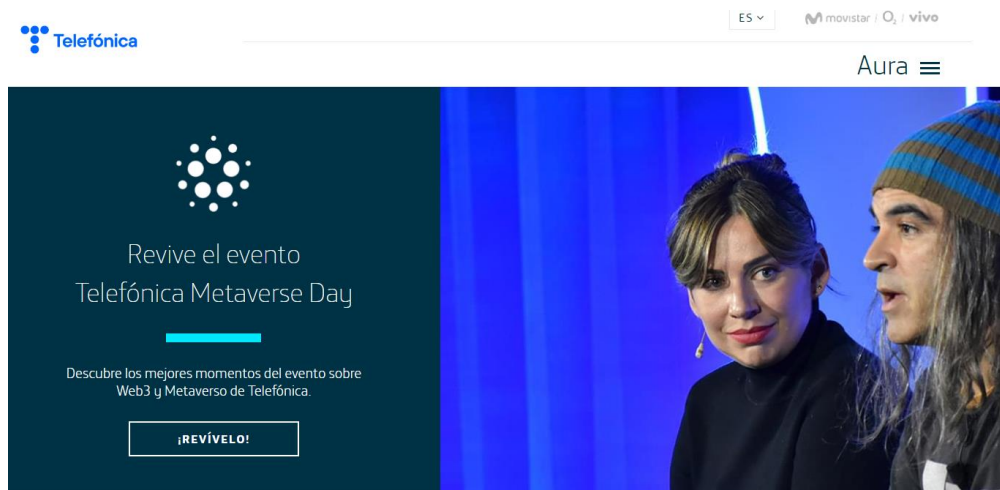 ES
movistar / O2 / vivo
Telefónica
Aura
Revive el evento
Telefónica Metaverse Day
Descubre los mejores momentos del evento sobre
Web3 y Metaverso de Telefónica.
¡REVÍVELO!